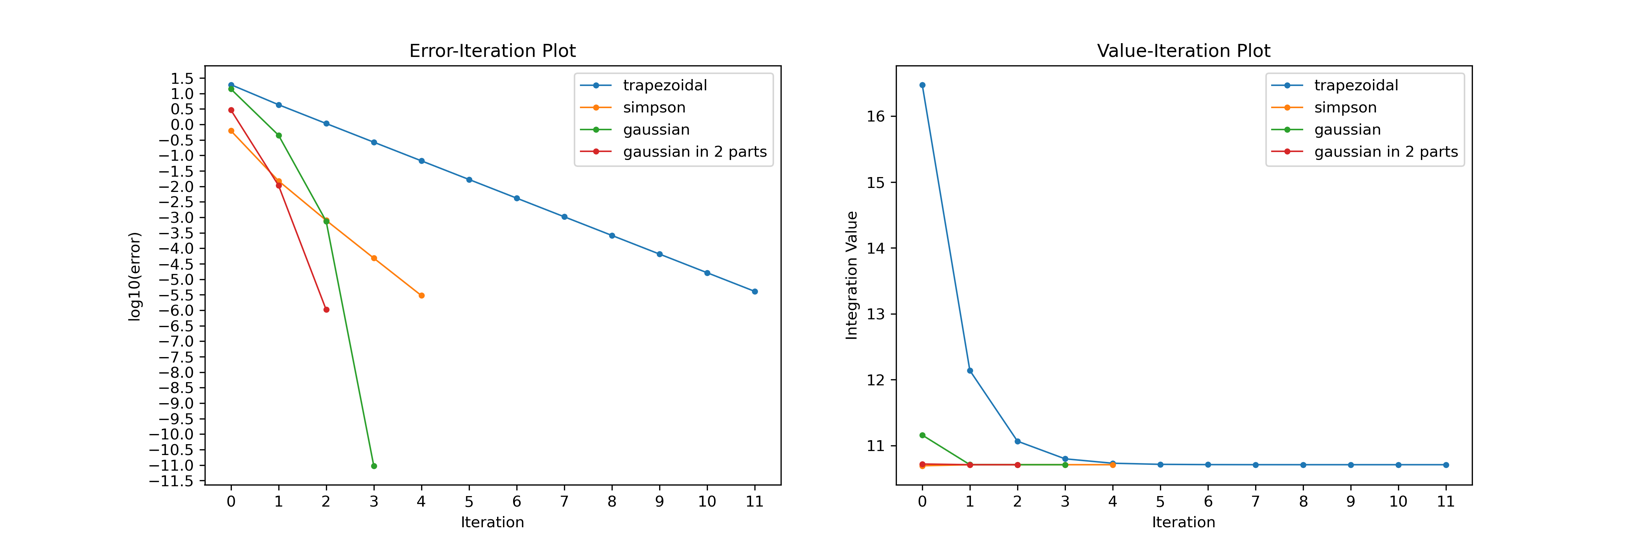 Error-Iteration Plot
1.5
1.0
0.5
0.0
−0.5
−1.0
−1.5
−2.0
−2.5
−3.0
−3.5
−4.0
−4.5
−5.0
−5.5
−6.0
−6.5
−7.0
−7.5
−8.0
−8.5
−9.0
−9.5
−10.0
−10.5
−11.0
−11.5
log10(error)
trapezoidal
simpson
gaussian
gaussian in 2 parts
0 1 2 3 4 5 6 7 8 9 10 11
Iteration
Value-Iteration Plot
16
15
14
13
12
11
Integration Value
trapezoidal
simpson
gaussian
gaussian in 2 parts
0 1 2 3 4 5 6 7 8 9 10 11
Iteration